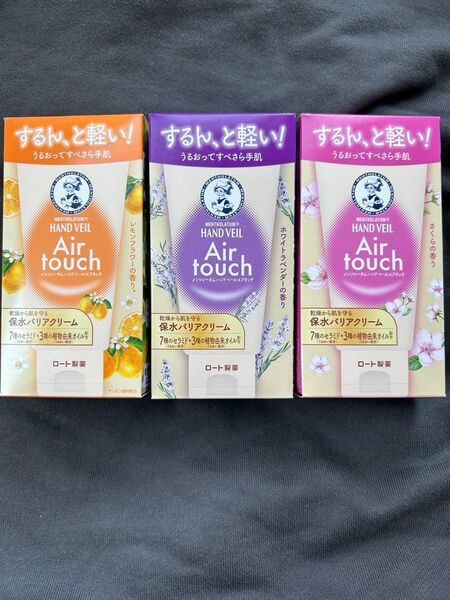 するん、と軽い!
うるおってすべさら手肌
MENTHOLATUM®
HAND VEIL
Air
touch
メンソレータム ハンドベール エアタッチ
レモンフラワーの香り*
乾燥から肌を守る
保水バリアクリーム
7種のセラミド・3種の植物由来オイル配合
ロート製薬
するん、と軽い!
うるおってすべさら手肌
MENTHOLATUM®
HAND VEIL
Air
touch
メンソレータム ハンドベール エアタッチ
ホワイトラベンダーの香り
乾燥から肌を守る
保水バリアクリーム
7種のセラミド・3種の植物由来オイル配合
ロート製薬
するん、と軽い!
うるおってすべさら手肌
MENTHOLATUM®
HAND VEIL
Air
touch
メンソレータム ハンドベール エアタッチ
さくらの香り
乾燥から肌を守る
保水バリアクリーム
7種のセラミド・3種の植物由来オイル配合
ロート製薬